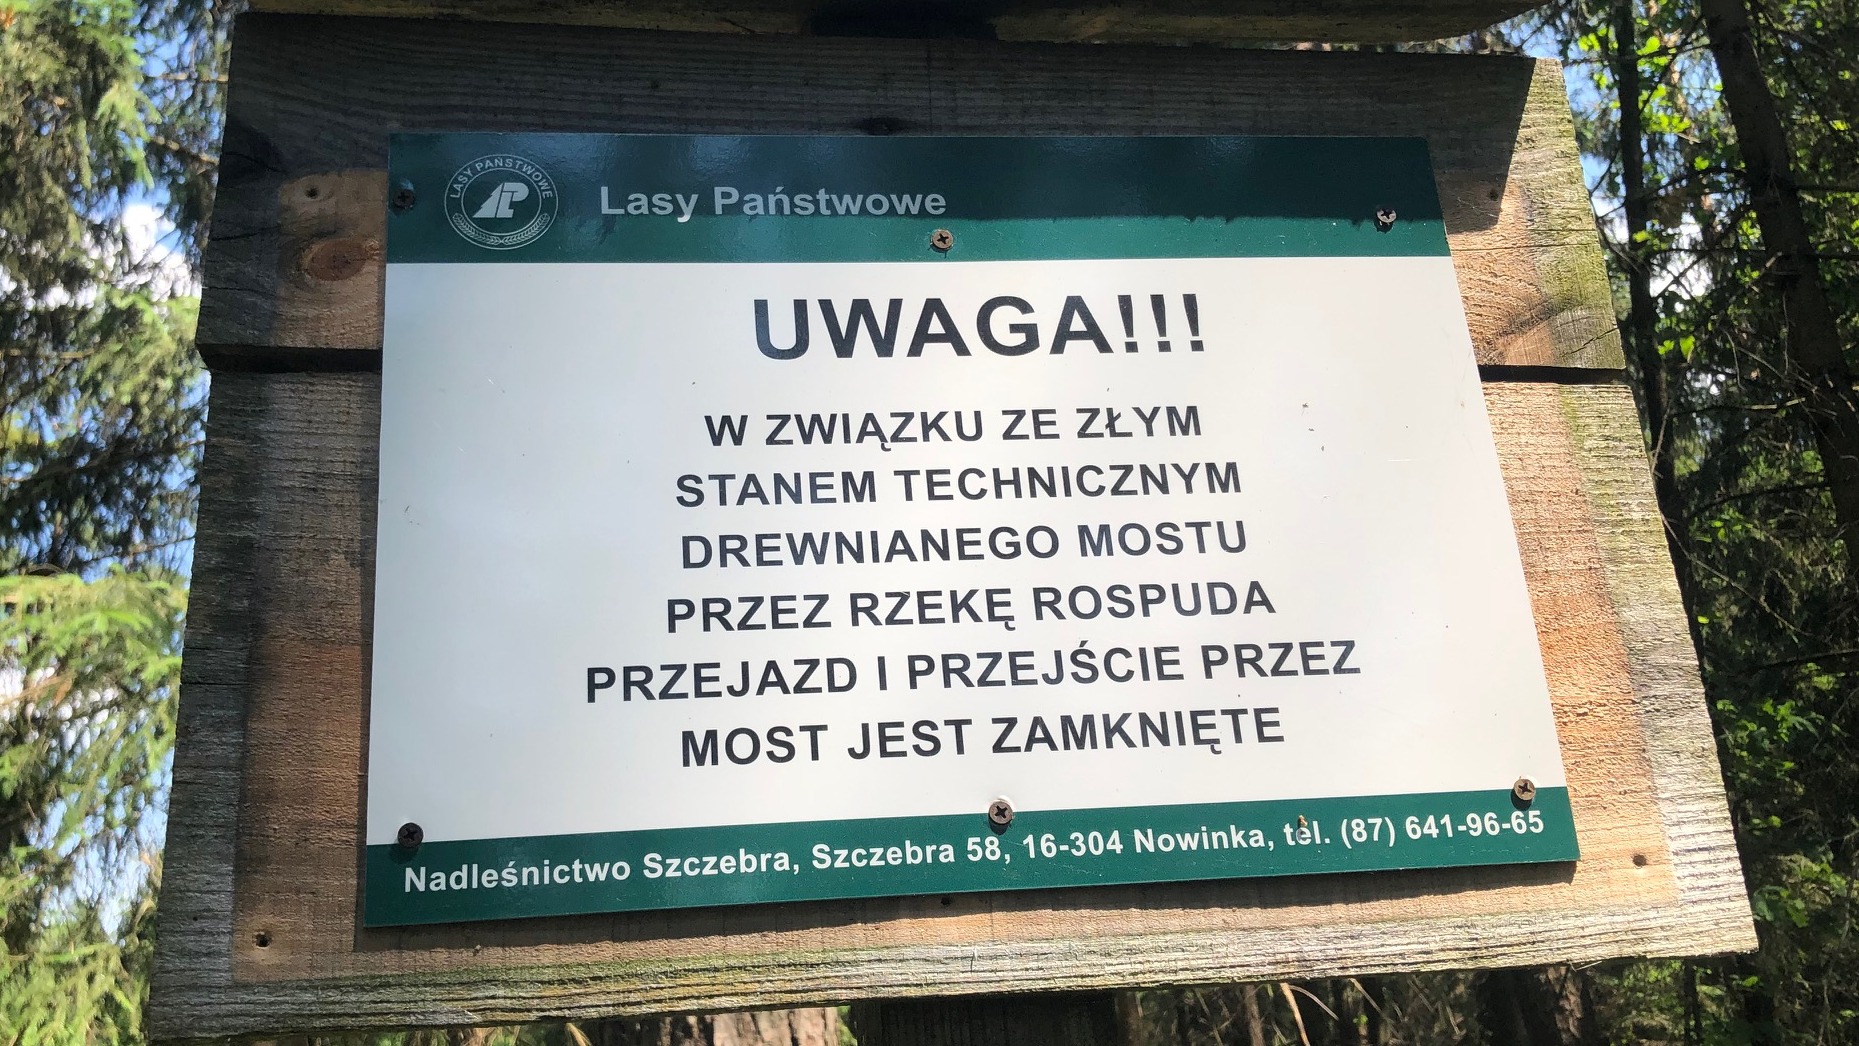 LASY PAŃSTWOWE
Lasy Państwowe
UWAGA!!!
W ZWIĄZKU ZE ZŁYM
STANEM TECHNICZNYM
DREWNIANEGO MOSTU
PRZEZ RZEKĘ ROSPUDA
PRZEJAZD I PRZEJŚCIE PRZEZ
MOST JEST ZAMKNIĘTE
Nadleśnictwo Szczebra, Szczebra 58, 16-304 Nowinka, tel. (87) 641-96-65